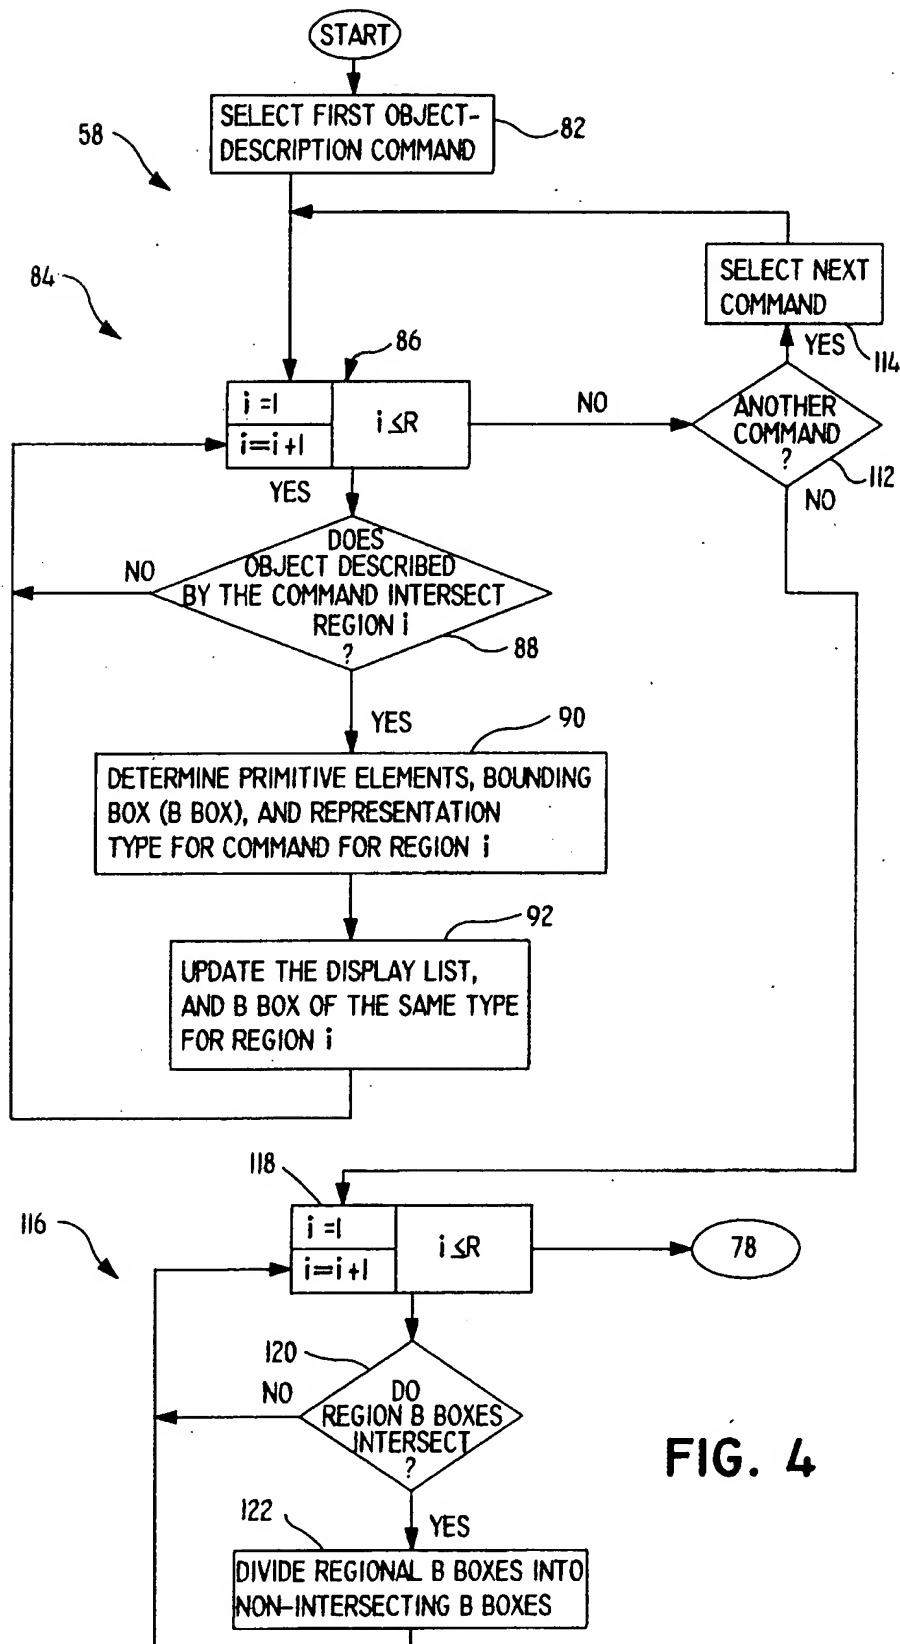 START
SELECT FIRST OBJECT-
DESCRIPTION COMMAND
82
58
84
SELECT NEXT
COMMAND
114
YES
86
i =1
i=i+1
i ≤R
NO
ANOTHER
COMMAND
?
112
NO
YES
DOES
OBJECT DESCRIBED
BY THE COMMAND INTERSECT
REGION i
?
88
NO
YES
90
DETERMINE PRIMITIVE ELEMENTS, BOUNDING
BOX (B BOX), AND REPRESENTATION
TYPE FOR COMMAND FOR REGION i
92
UPDATE THE DISPLAY LIST,
AND B BOX OF THE SAME TYPE
FOR REGION i
118
116
i =1
i=i+1
i ≤R
78
120
NO
DO
REGION B BOXES
INTERSECT
?
FIG. 4
122
YES
DIVIDE REGIONAL B BOXES INTO
NON-INTERSECTING B BOXES